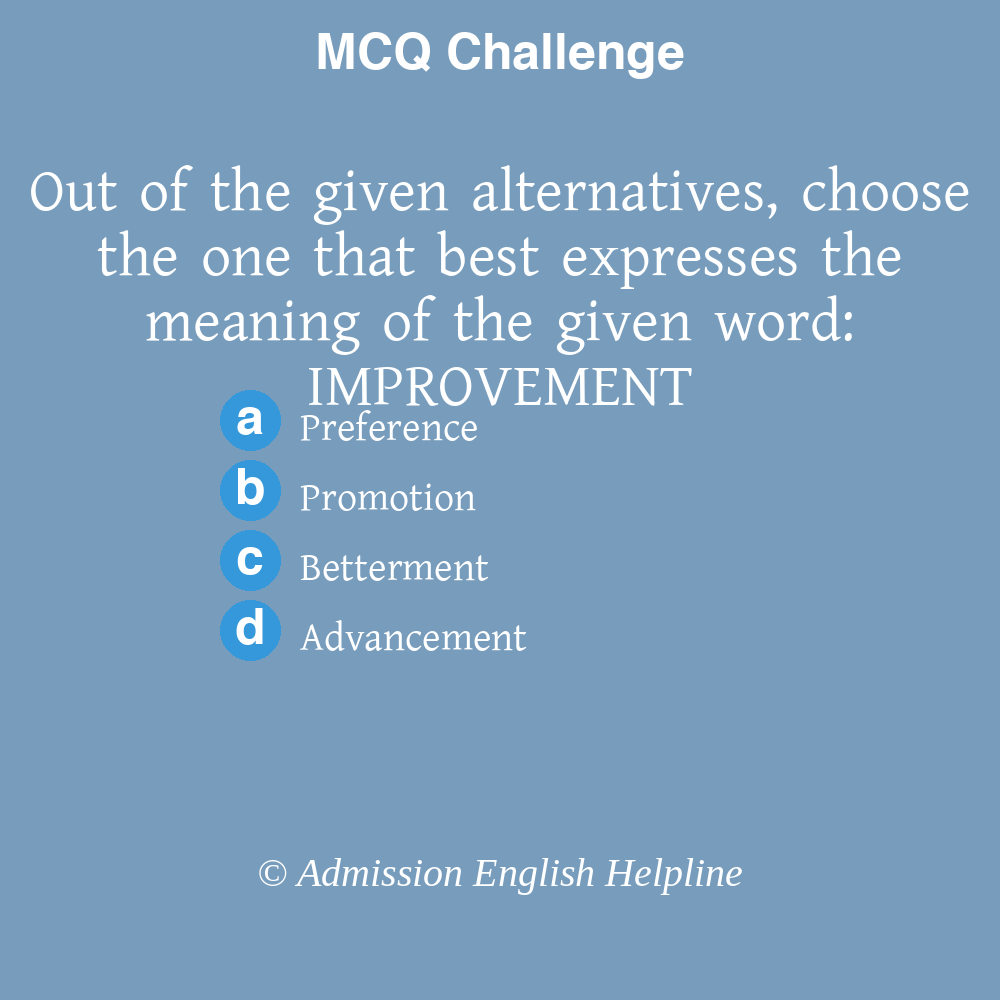 MCQ Challenge
Out of the given alternatives, choose
the one that best expresses the
meaning of the given word:
IMPROVEMENT
a Preference
b Promotion
c Betterment
d Advancement
© Admission English Helpline